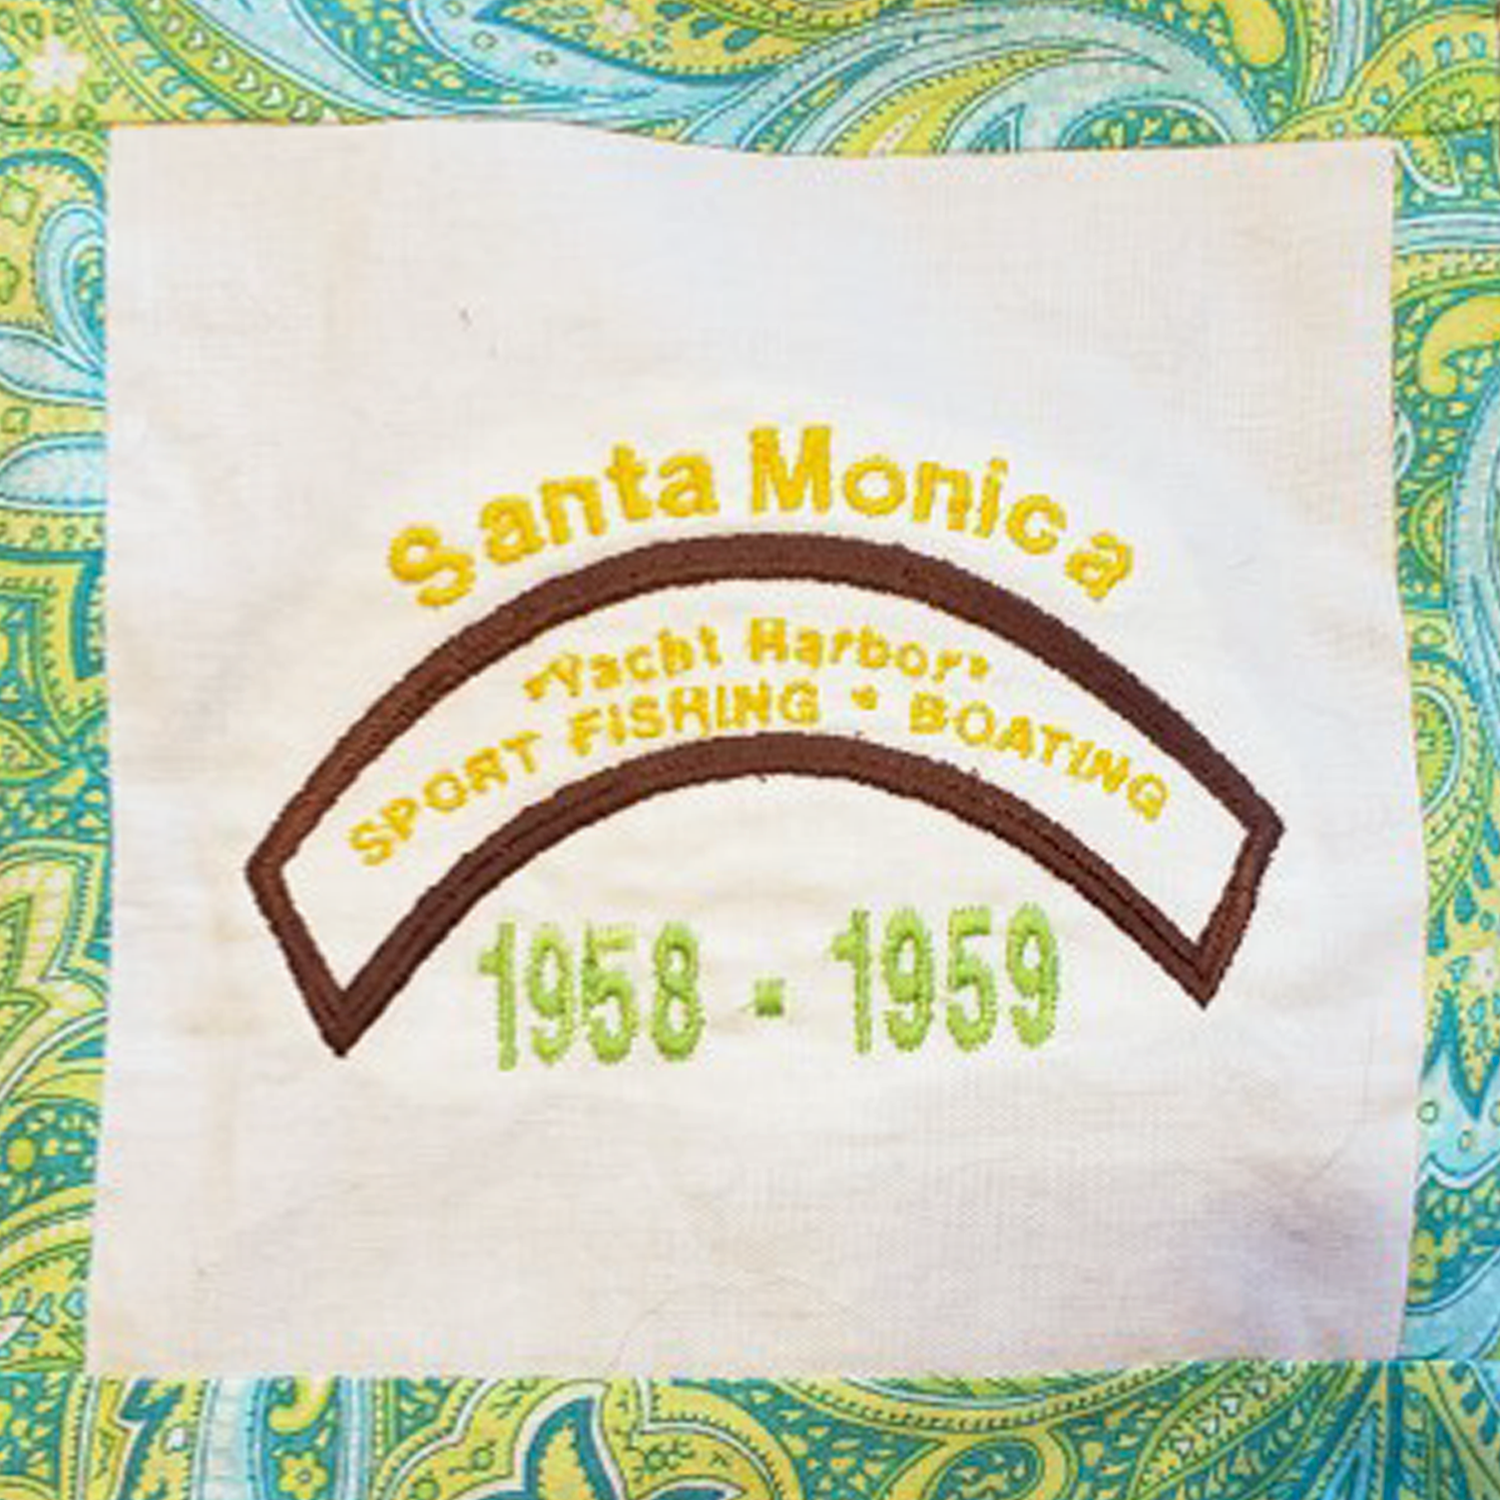 Santa Monica
*Yacht Harbor*
SPORT FISHING • BOATING
1958 - 1959